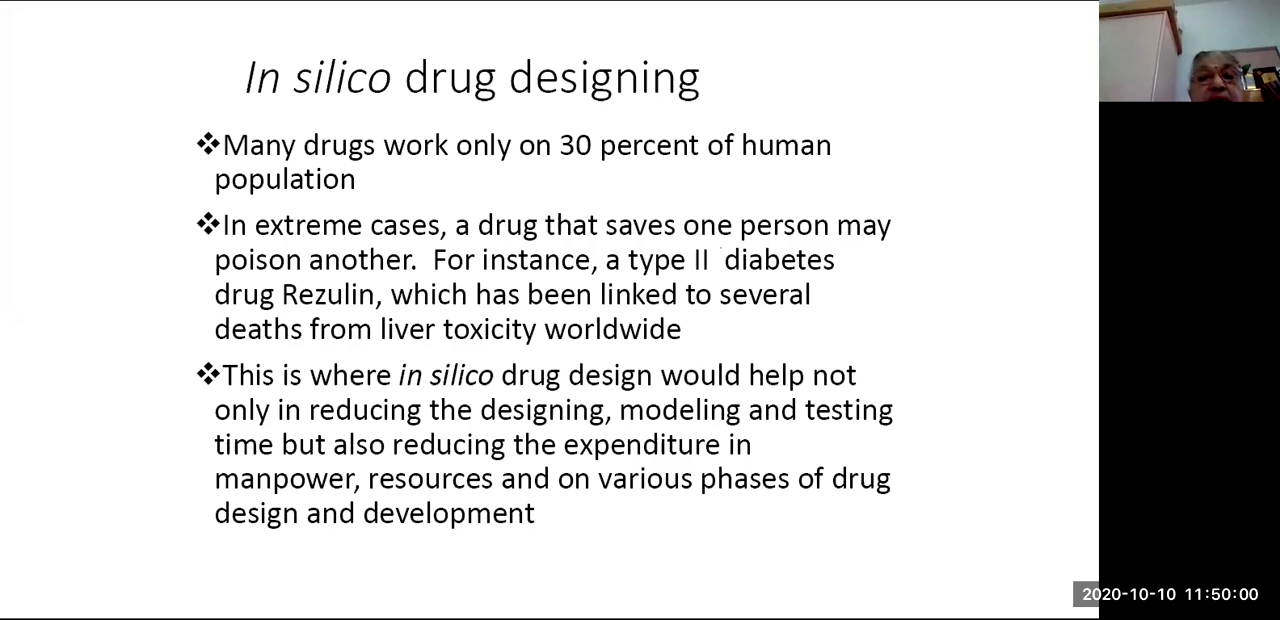 In silico drug designing
❖Many drugs work only on 30 percent of human
population
❖In extreme cases, a drug that saves one person may
poison another.  For instance, a type II  diabetes
drug Rezulin, which has been linked to several
deaths from liver toxicity worldwide
❖This is where in silico drug design would help not
only in reducing the designing, modeling and testing
time but also reducing the expenditure in
manpower, resources and on various phases of drug
design and development
2020-10-10  11:50:00